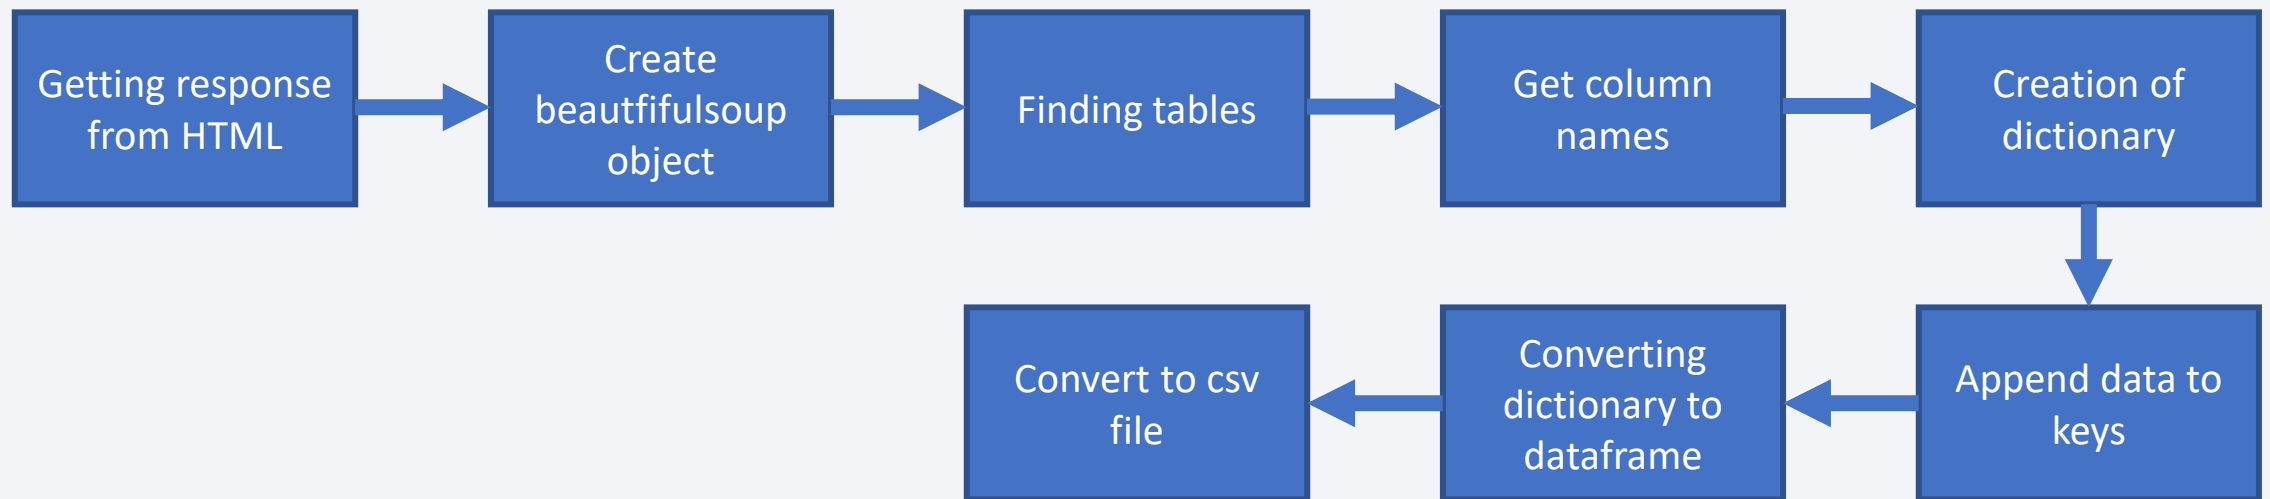 Getting response
from HTML
Create
beautfifulsoup
object
Finding tables
Get column
names
Creation of
dictionary
Append data to
keys
Converting
dictionary to
dataframe
Convert to csv
file